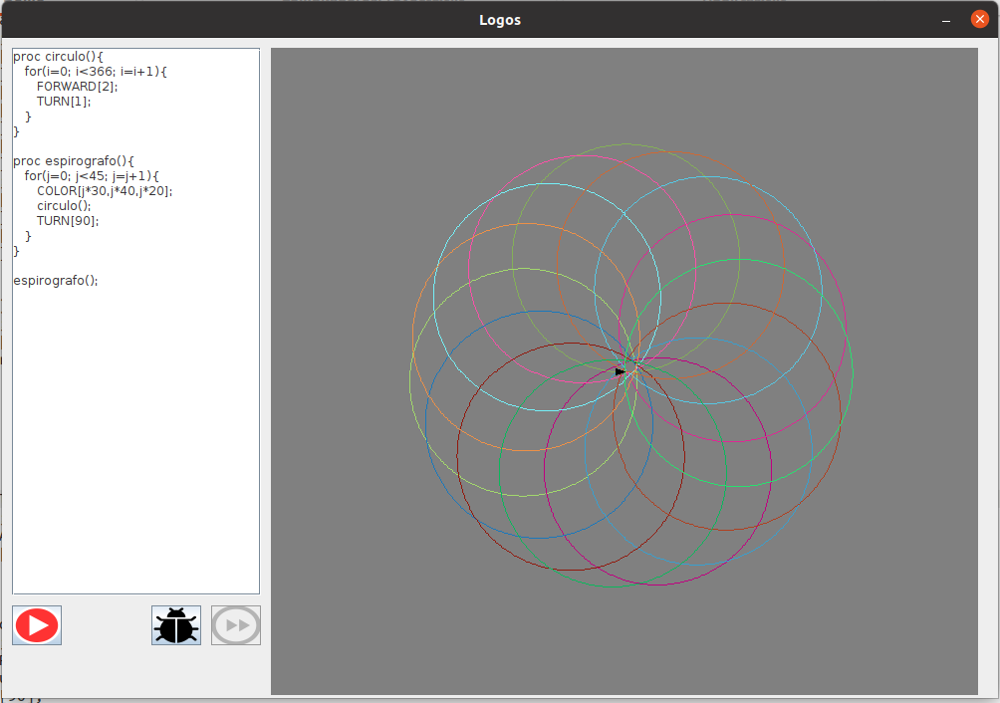 Logos
proc circulo(){
for(i=0; i<366; i=i+1){
FORWARD[2];
TURN[1];
}
}
proc espirografo(){
for(j=0; j<45; j=j+1){
COLOR[j*30,j*40,j*20];
circulo();
TURN[90];
}
}
espirografo();